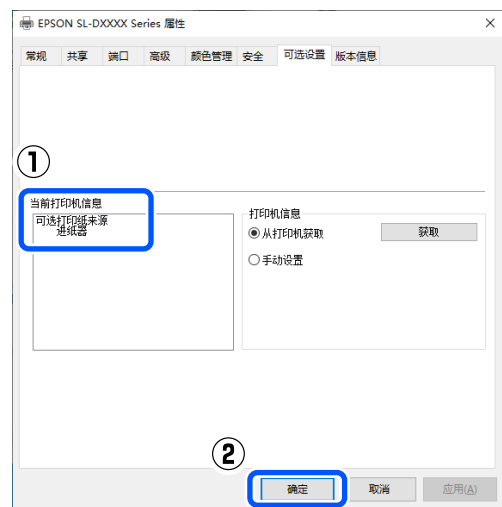 EPSON SL-DXXXX Series 属性
常规 共享 端口 高级 颜色管理 安全 可选设置 版本信息
①
当前打印机信息
可选打印纸来源
进纸器
打印机信息
从打印机获取 获取
手动设置
②
确定 取消 应用(A)